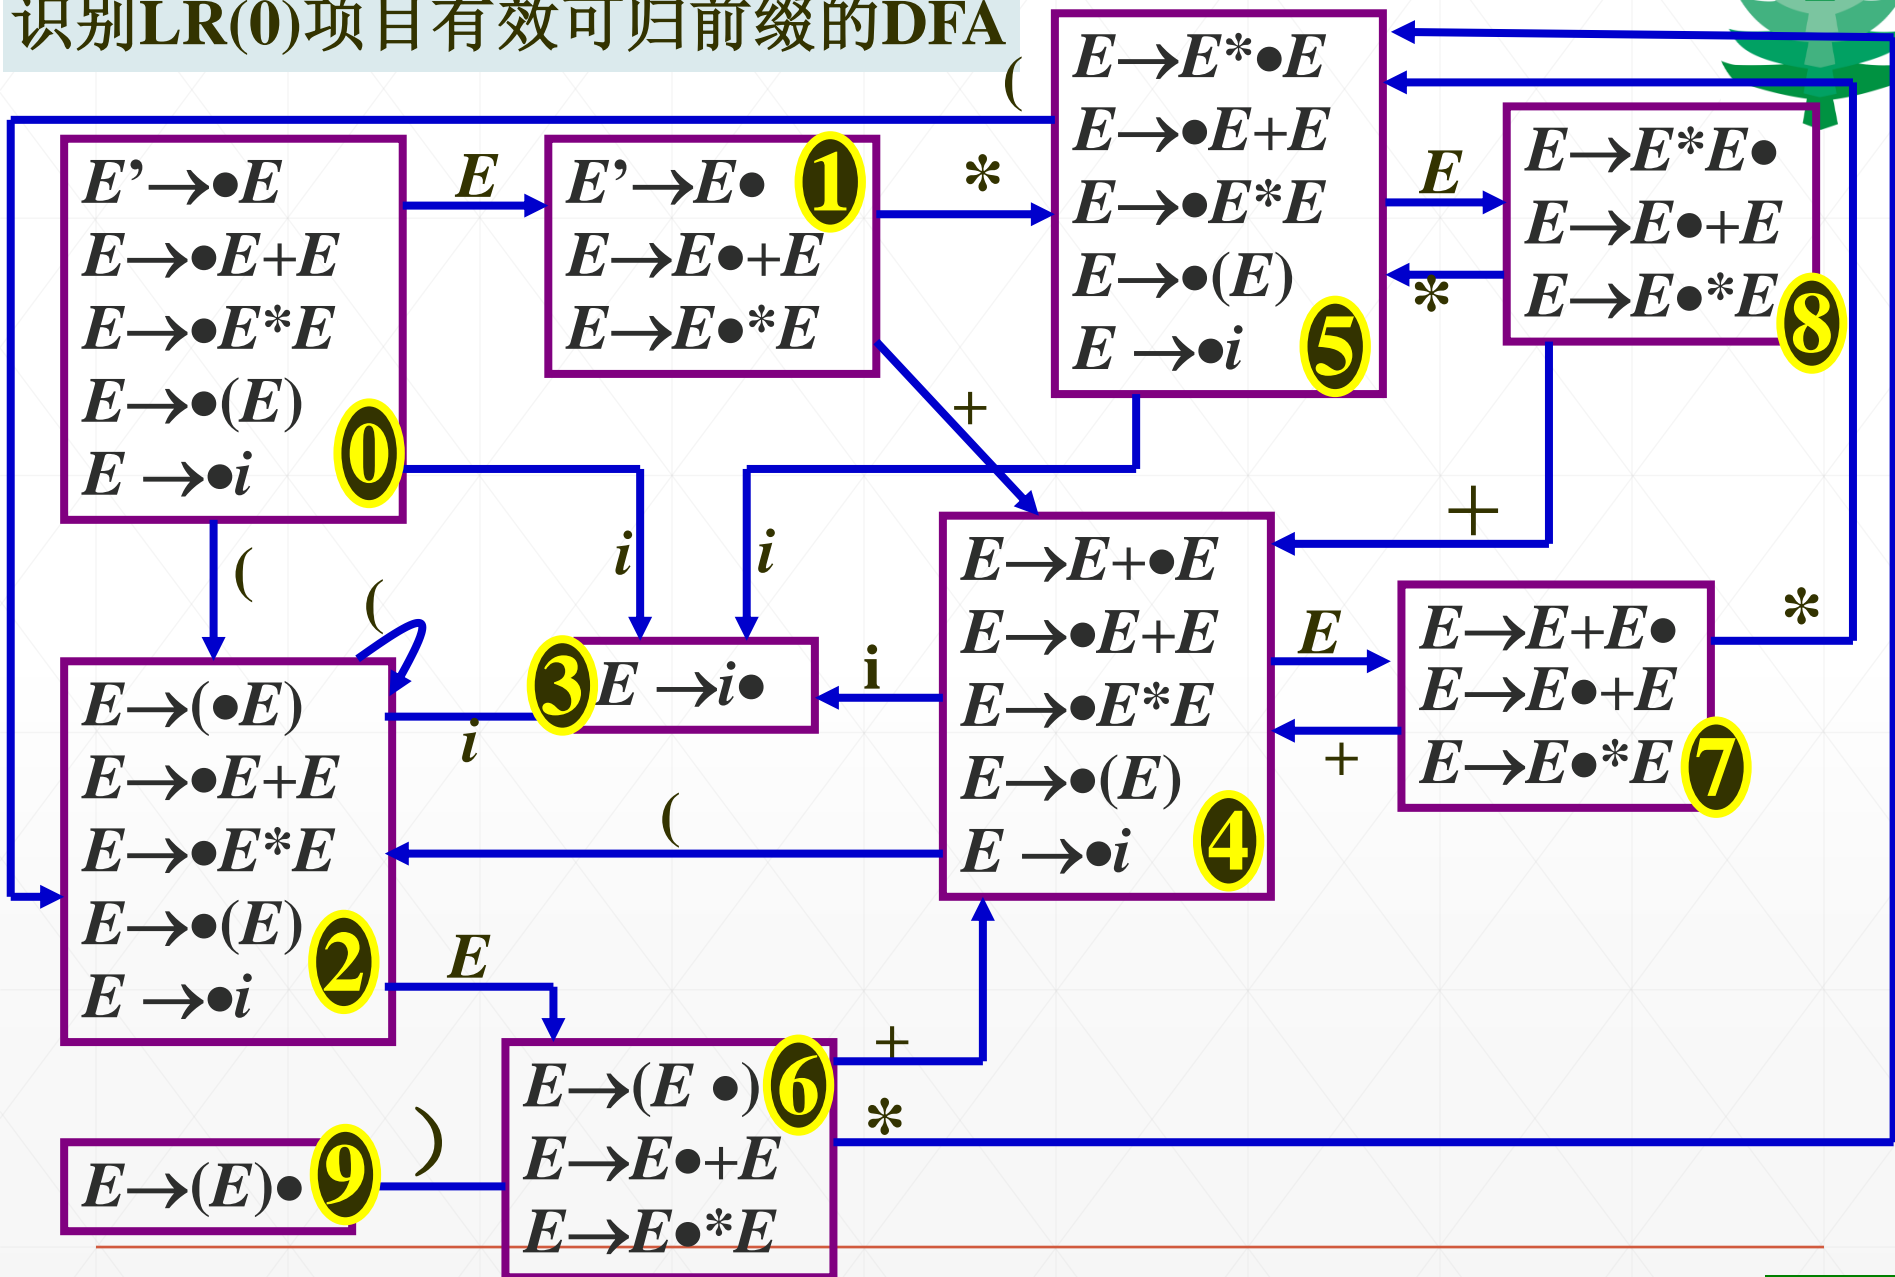 识别LR(0)项目有效可归前缀的DFA
E’→●E
E→●E+E
E→●E*E
E→●(E)
E →●i
0
E
E’→E●
E→E●+E
E→E●*E
1
*
(
E→E*●E
E→●E+E
E→●E*E
E→●(E)
E →●i
5
E
*
E→E*E●
E→E●+E
E→E●*E
8
+
i
i
+
(
(
E→(●E)
E→●E+E
E→●E*E
E→●(E)
E →●i
2
i
3
E →i●
i
(
E→E+●E
E→●E+E
E→●E*E
E→●(E)
E →●i
4
E
+
E→E+E●
E→E●+E
E→E●*E
7
*
E
E→(E ●)
E→E●+E
E→E●*E
6
+
*
)
E→(E)●
9